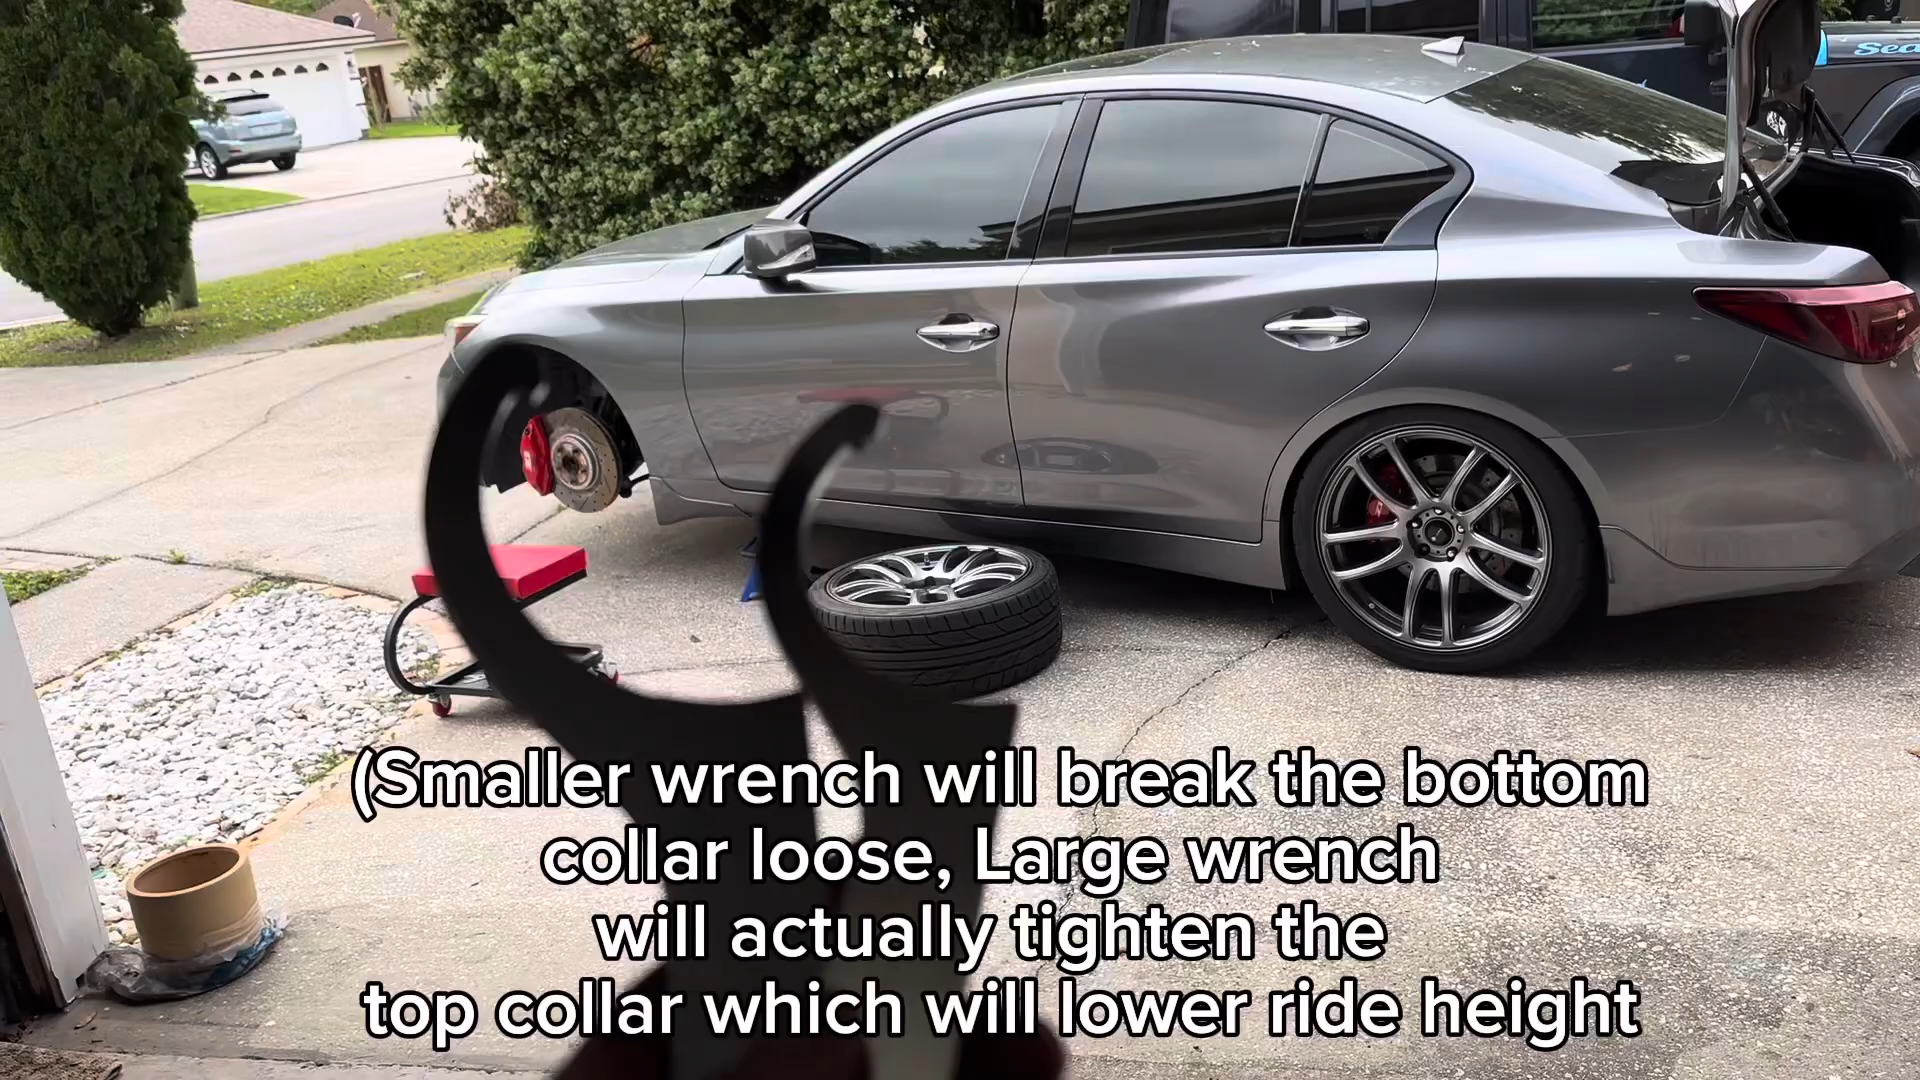 (Smaller wrench will break the bottom
collar loose, Large wrench
will actually tighten the
top collar which will lower ride height
Sea